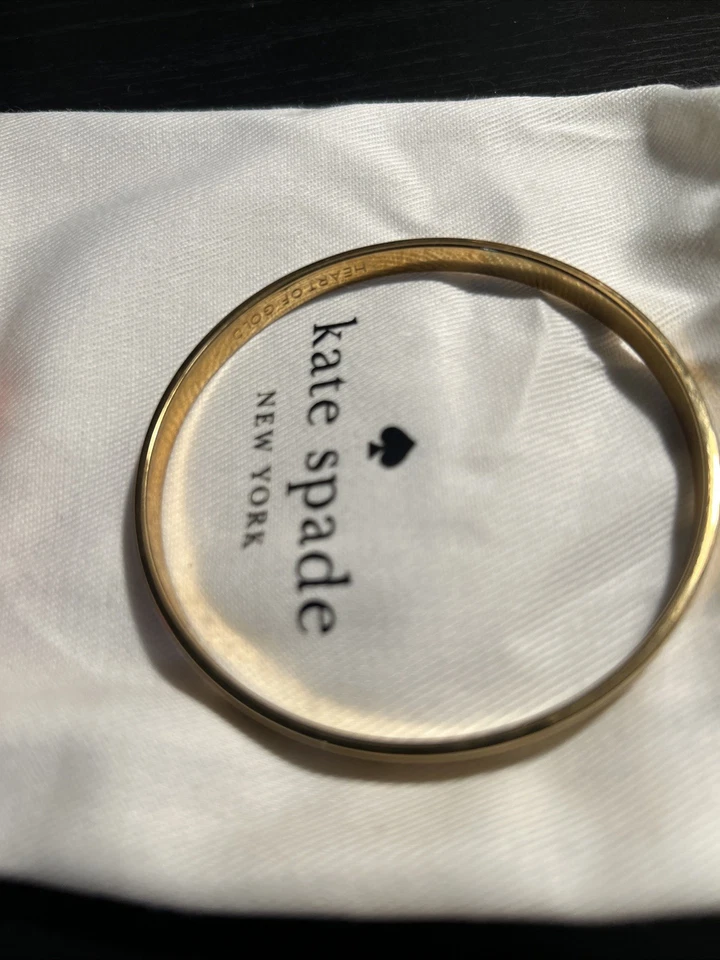 HEART OF GOLD
kate spade
NEW YORK